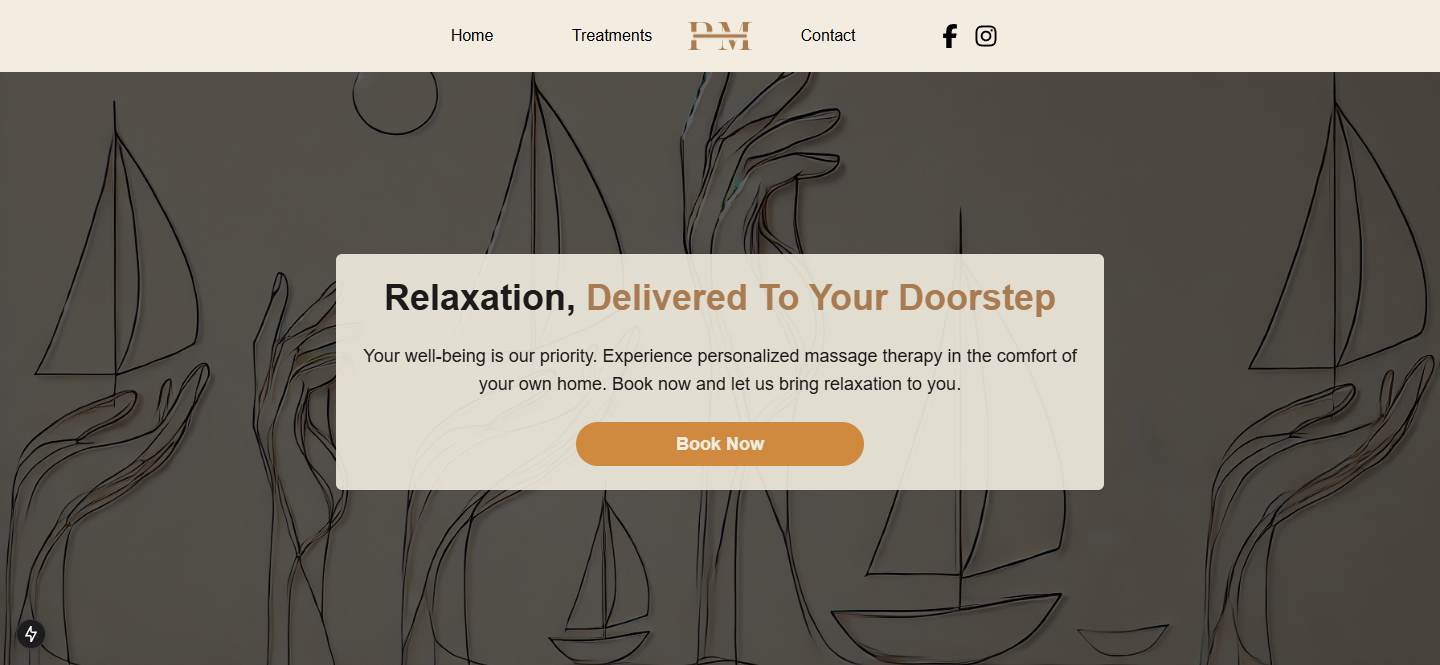 Home Treatments PM Contact
Relaxation, Delivered To Your Doorstep
Your well-being is our priority. Experience personalized massage therapy in the comfort of
your own home. Book now and let us bring relaxation to you.
Book Now